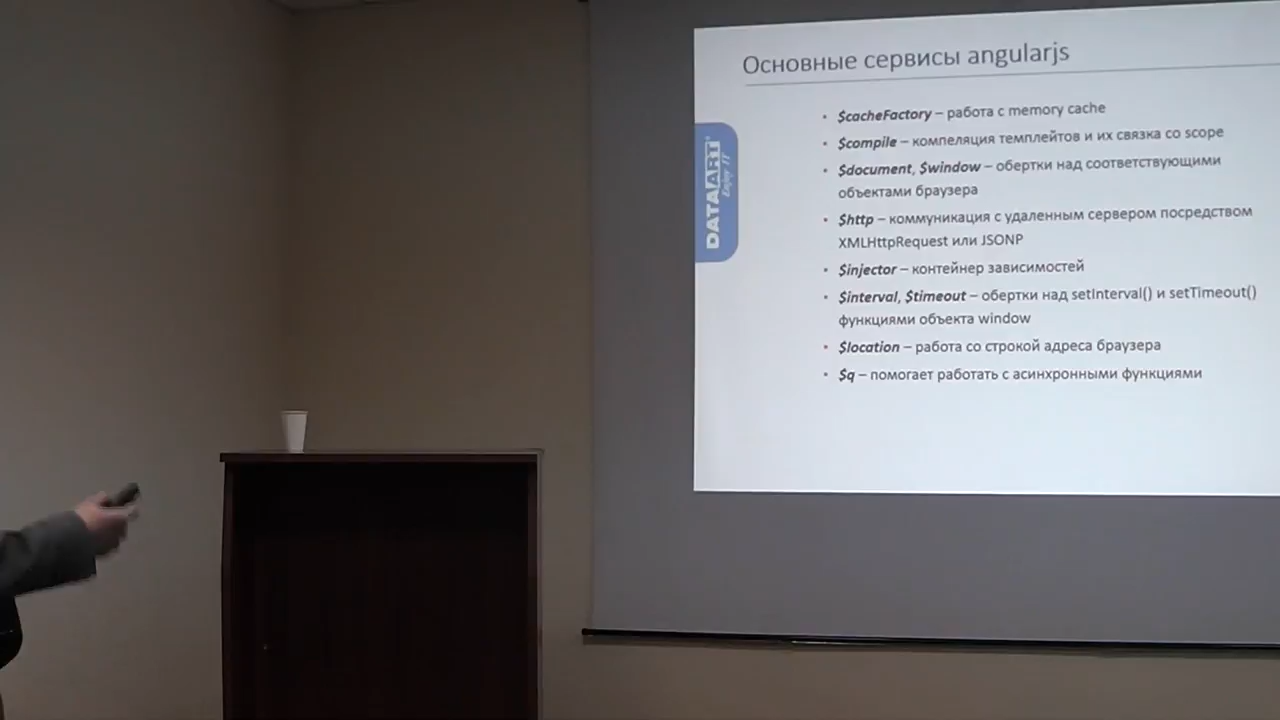 Основные сервисы angularjs
$cacheFactory – работа с memory cache
$compile – компеляция темплейтов и их связка со scope
$document, $window – обертки над соответствующими
объектами браузера
$http – коммуникация с удаленным сервером посредством
XMLHttpRequest или JSONP
$injector – контейнер зависимостей
$interval, $timeout – обертки над setInterval() и setTimeout()
функциями объекта window
$location – работа со строкой адреса браузера
$q – помогает работать с асинхронными функциями
DATAART
Enjoy IT